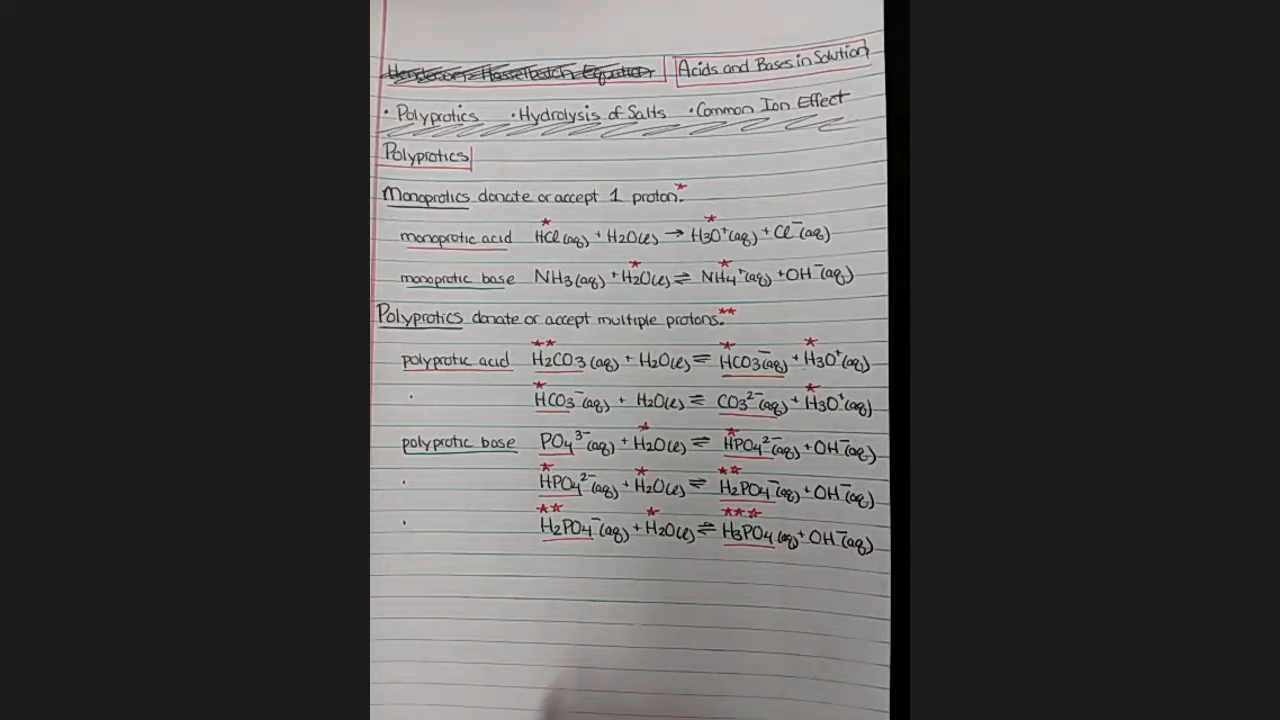 Henderson-Hasselbalch Equation Acids and Bases in Solution
• Polyprotics • Hydrolysis of Salts • Common Ion Effect
Polyprotics
Monoprotics donate or accept 1 proton.*
monoprotic acid HCl(aq) + H2O(l) → H3O⁺(aq) + Cl⁻(aq)
monoprotic base NH3(aq) + H2O(l) ⇌ NH4⁺(aq) + OH⁻(aq)
Polyprotics donate or accept multiple protons.**
polyprotic acid H2CO3(aq) + H2O(l) ⇌ HCO3⁻(aq) + H3O⁺(aq)
• HCO3⁻(aq) + H2O(l) ⇌ CO3²⁻(aq) + H3O⁺(aq)
polyprotic base PO4³⁻(aq) + H2O(l) ⇌ HPO4²⁻(aq) + OH⁻(aq)
• HPO4²⁻(aq) + H2O(l) ⇌ H2PO4⁻(aq) + OH⁻(aq)
• H2PO4⁻(aq) + H2O(l) ⇌ H3PO4(aq) + OH⁻(aq)